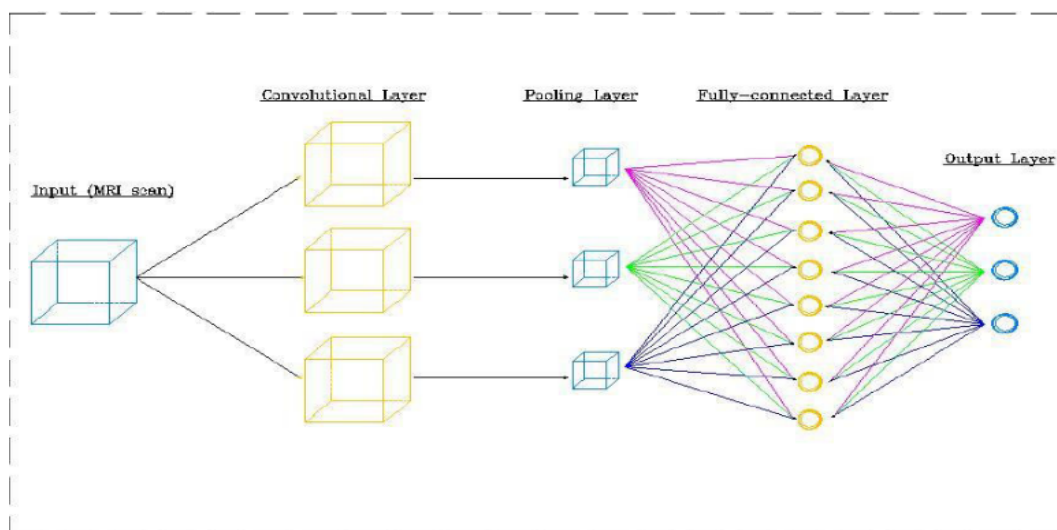 Convolutional Layer
Pooling Layer
Fully-connected Layer
Output Layer
Input (MRI scan)